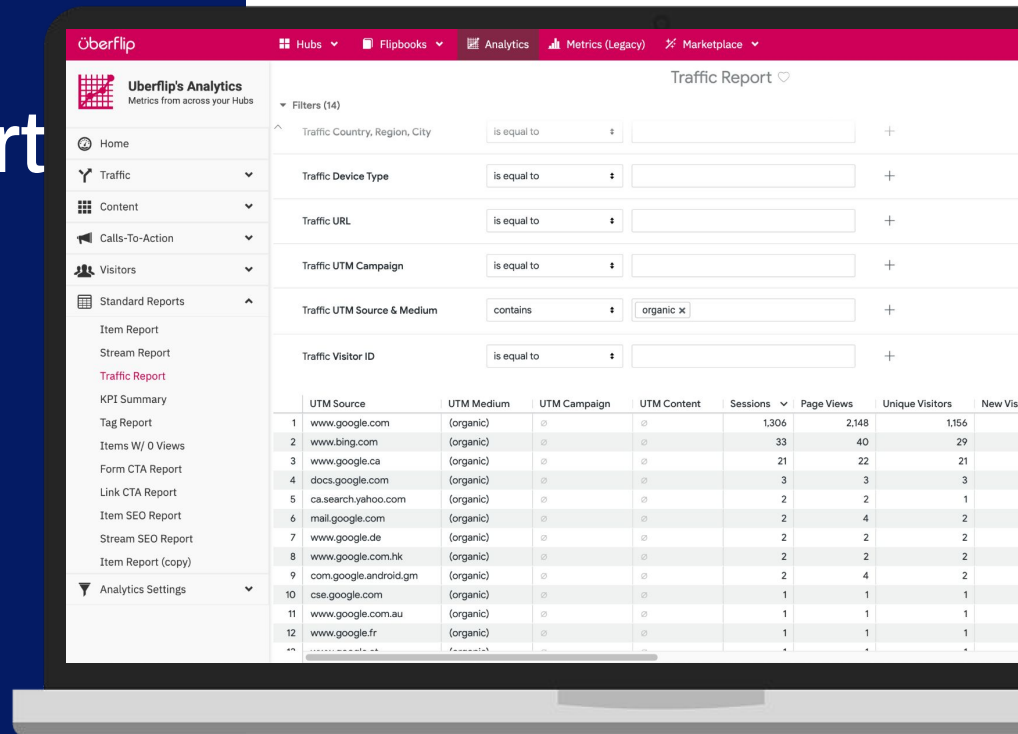 rt
überflip
Hubs Flipbooks Analytics Metrics (Legacy) Marketplace
Uberflip's Analytics
Metrics from across your Hubs
Home
Traffic
Content
Calls-To-Action
Visitors
Standard Reports
Item Report
Stream Report
Traffic Report
KPI Summary
Tag Report
Items W/ 0 Views
Form CTA Report
Link CTA Report
Item SEO Report
Stream SEO Report
Item Report (copy)
Analytics Settings
Traffic Report
Filters (14)
Traffic Country, Region, City is equal to
Traffic Device Type is equal to
Traffic URL is equal to
Traffic UTM Campaign is equal to
Traffic UTM Source & Medium contains organic ×
Traffic Visitor ID is equal to
UTM Source UTM Medium UTM Campaign UTM Content Sessions Page Views Unique Visitors New Vis
1 www.google.com (organic) ∅ ∅ 1,306 2,148 1,156
2 www.bing.com (organic) ∅ ∅ 33 40 29
3 www.google.ca (organic) ∅ ∅ 21 22 21
4 docs.google.com (organic) ∅ ∅ 3 3 3
5 ca.search.yahoo.com (organic) ∅ ∅ 2 2 1
6 mail.google.com (organic) ∅ ∅ 2 4 2
7 www.google.de (organic) ∅ ∅ 2 2 2
8 www.google.com.hk (organic) ∅ ∅ 2 2 2
9 com.google.android.gm (organic) ∅ ∅ 2 4 2
10 cse.google.com (organic) ∅ ∅ 1 1 1
11 www.google.com.au (organic) ∅ ∅ 1 1 1
12 www.google.fr (organic) ∅ ∅ 1 1 1